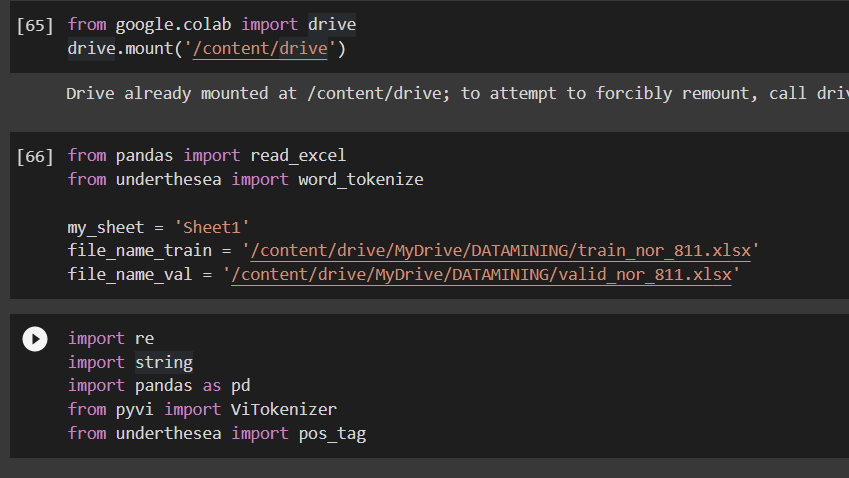 [65] from google.colab import drive
drive.mount('/content/drive')
Drive already mounted at /content/drive; to attempt to forcibly remount, call
[66] from pandas import read_excel
from underthesea import word_tokenize
my_sheet = 'Sheet1'
file_name_train = '/content/drive/MyDrive/DATAMINING/train_nor_811.xlsx'
file_name_val = '/content/drive/MyDrive/DATAMINING/valid_nor_811.xlsx'
import re
import string
import pandas as pd
from pyvi import ViTokenizer
from underthesea import pos_tag